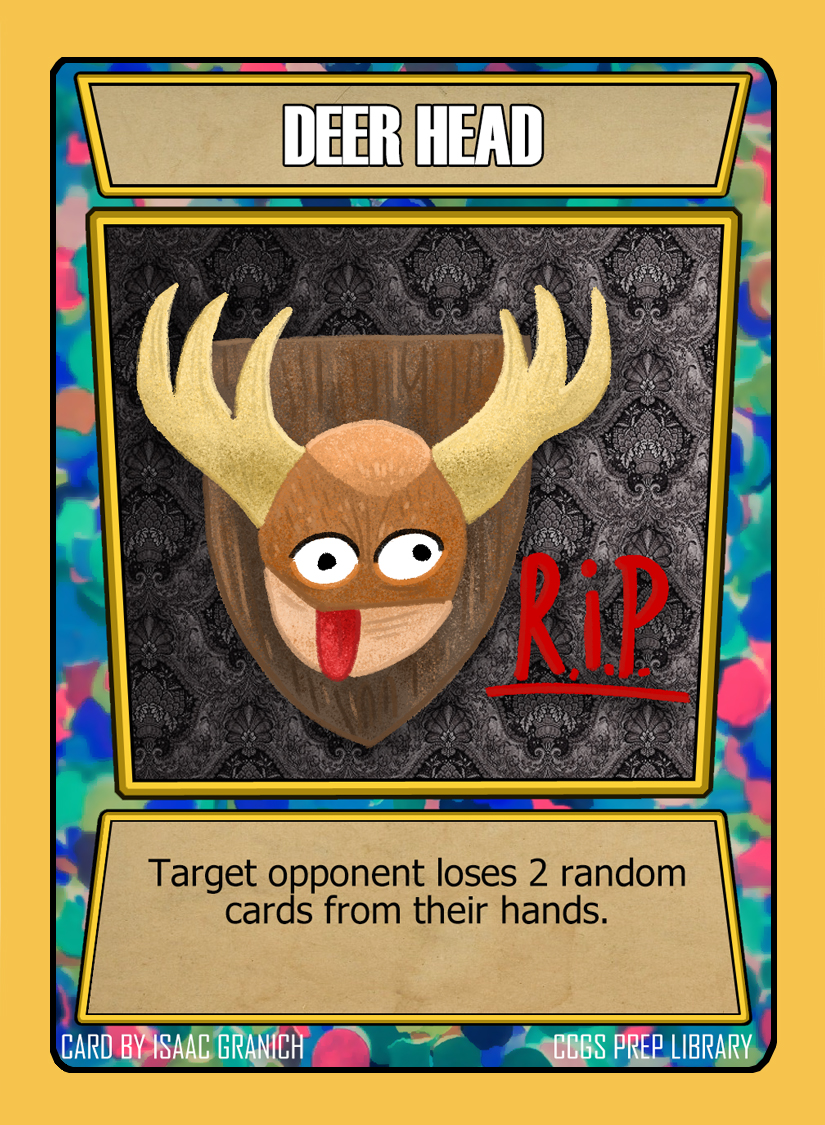 DEER HEAD
R.i.P.
Target opponent loses 2 random
cards from their hands.
CARD BY ISAAC GRANICH
CCGS PREP LIBRARY